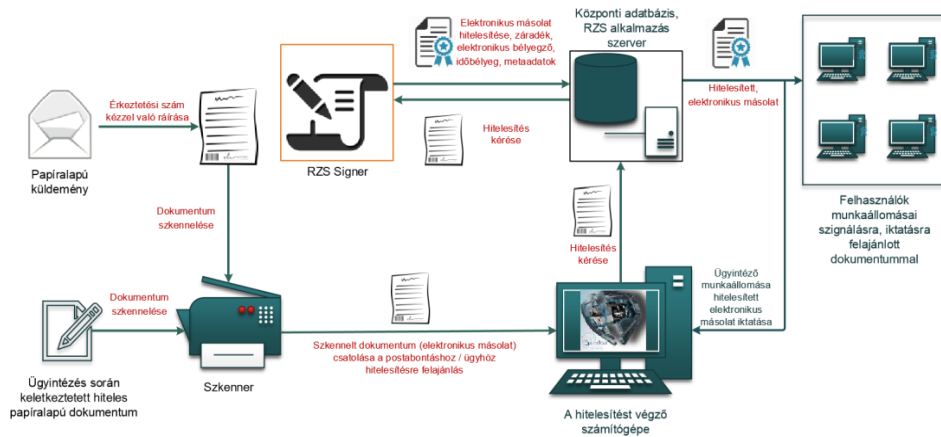 Elektronikus másolat
hitelesítése, záradék,
elektronikus bélyegző,
időbélyeg, metaadatok
Központi adatbázis,
RZS alkalmazás
szerver
Érkeztetési szám
kézzel való ráírása
Hitelesített,
elektronikus másolat
Papíralapú
küldemény
RZS Signer
Hitelesítés
kérése
Felhasználók
munkaállomásai
szignálásra, iktatásra
felajánlott
dokumentummal
Dokumentum
szkennelése
Hitelesítés
kérése
Ügyintéző
munkaállomása
hitelesített
elektronikus
másolat iktatása
Dokumentum
szkennelése
Szkennelt dokumentum (elektronikus másolat)
csatolása a postabontáshoz / ügyhöz
hitelesítésre felajánlás
Ügyintézés során
keletkeztetett hiteles
papíralapú dokumentum
Szkenner
A hitelesítést végző
számítógépe